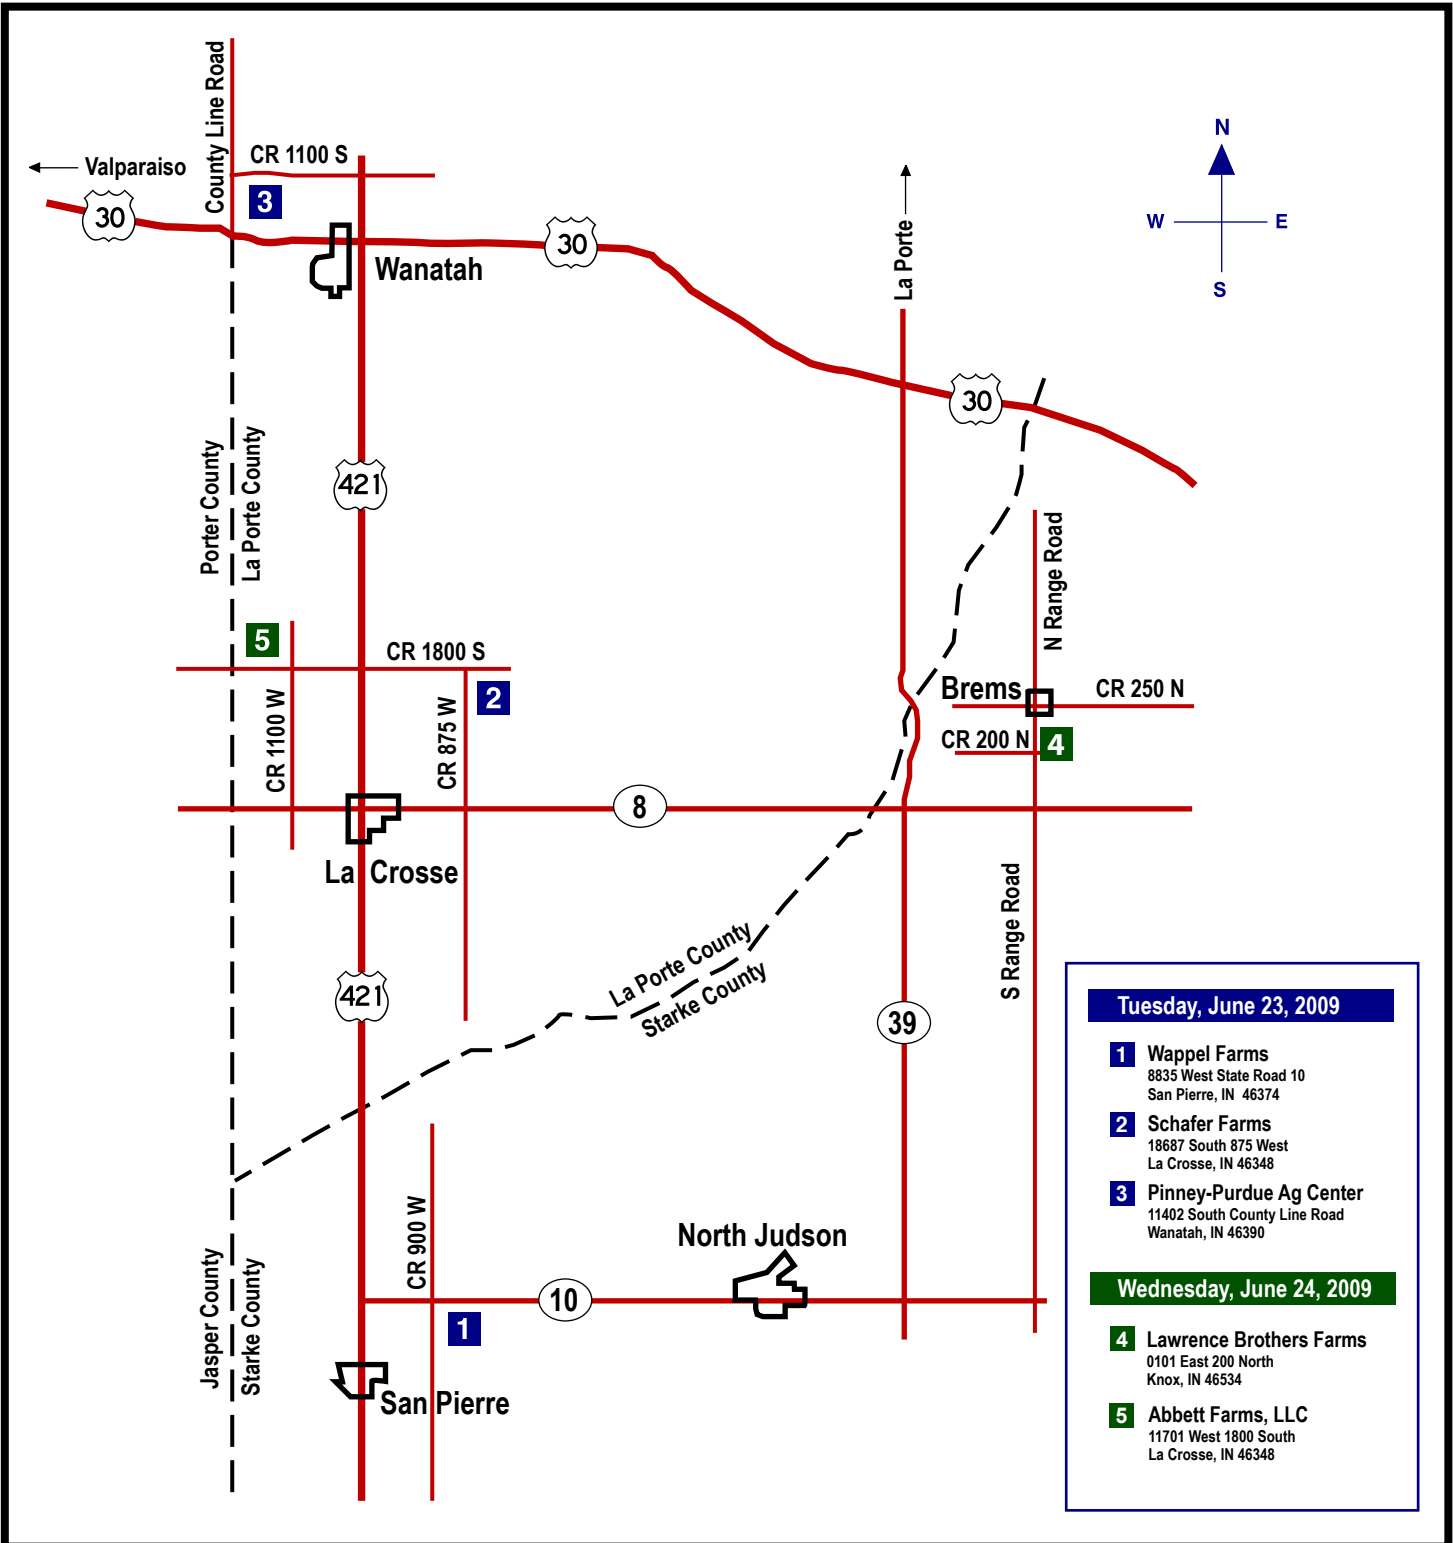 County Line Road
CR 1100 S
Valparaiso
3
30
Wanatah
30
La Porte
N
W
E
S
30
421
Porter County
La Porte County
N Range Road
5
CR 1800 S
2
CR 1100 W
CR 875 W
Brems
CR 250 N
CR 200 N
4
8
La Crosse
S Range Road
421
La Porte County
Starke County
39
CR 900 W
North Judson
10
1
Jasper County
Starke County
San Pierre
Tuesday, June 23, 2009
1 Wappel Farms
8835 West State Road 10
San Pierre, IN 46374
2 Schafer Farms
18687 South 875 West
La Crosse, IN 46348
3 Pinney-Purdue Ag Center
11402 South County Line Road
Wanatah, IN 46390
Wednesday, June 24, 2009
4 Lawrence Brothers Farms
0101 East 200 North
Knox, IN 46534
5 Abbett Farms, LLC
11701 West 1800 South
La Crosse, IN 46348